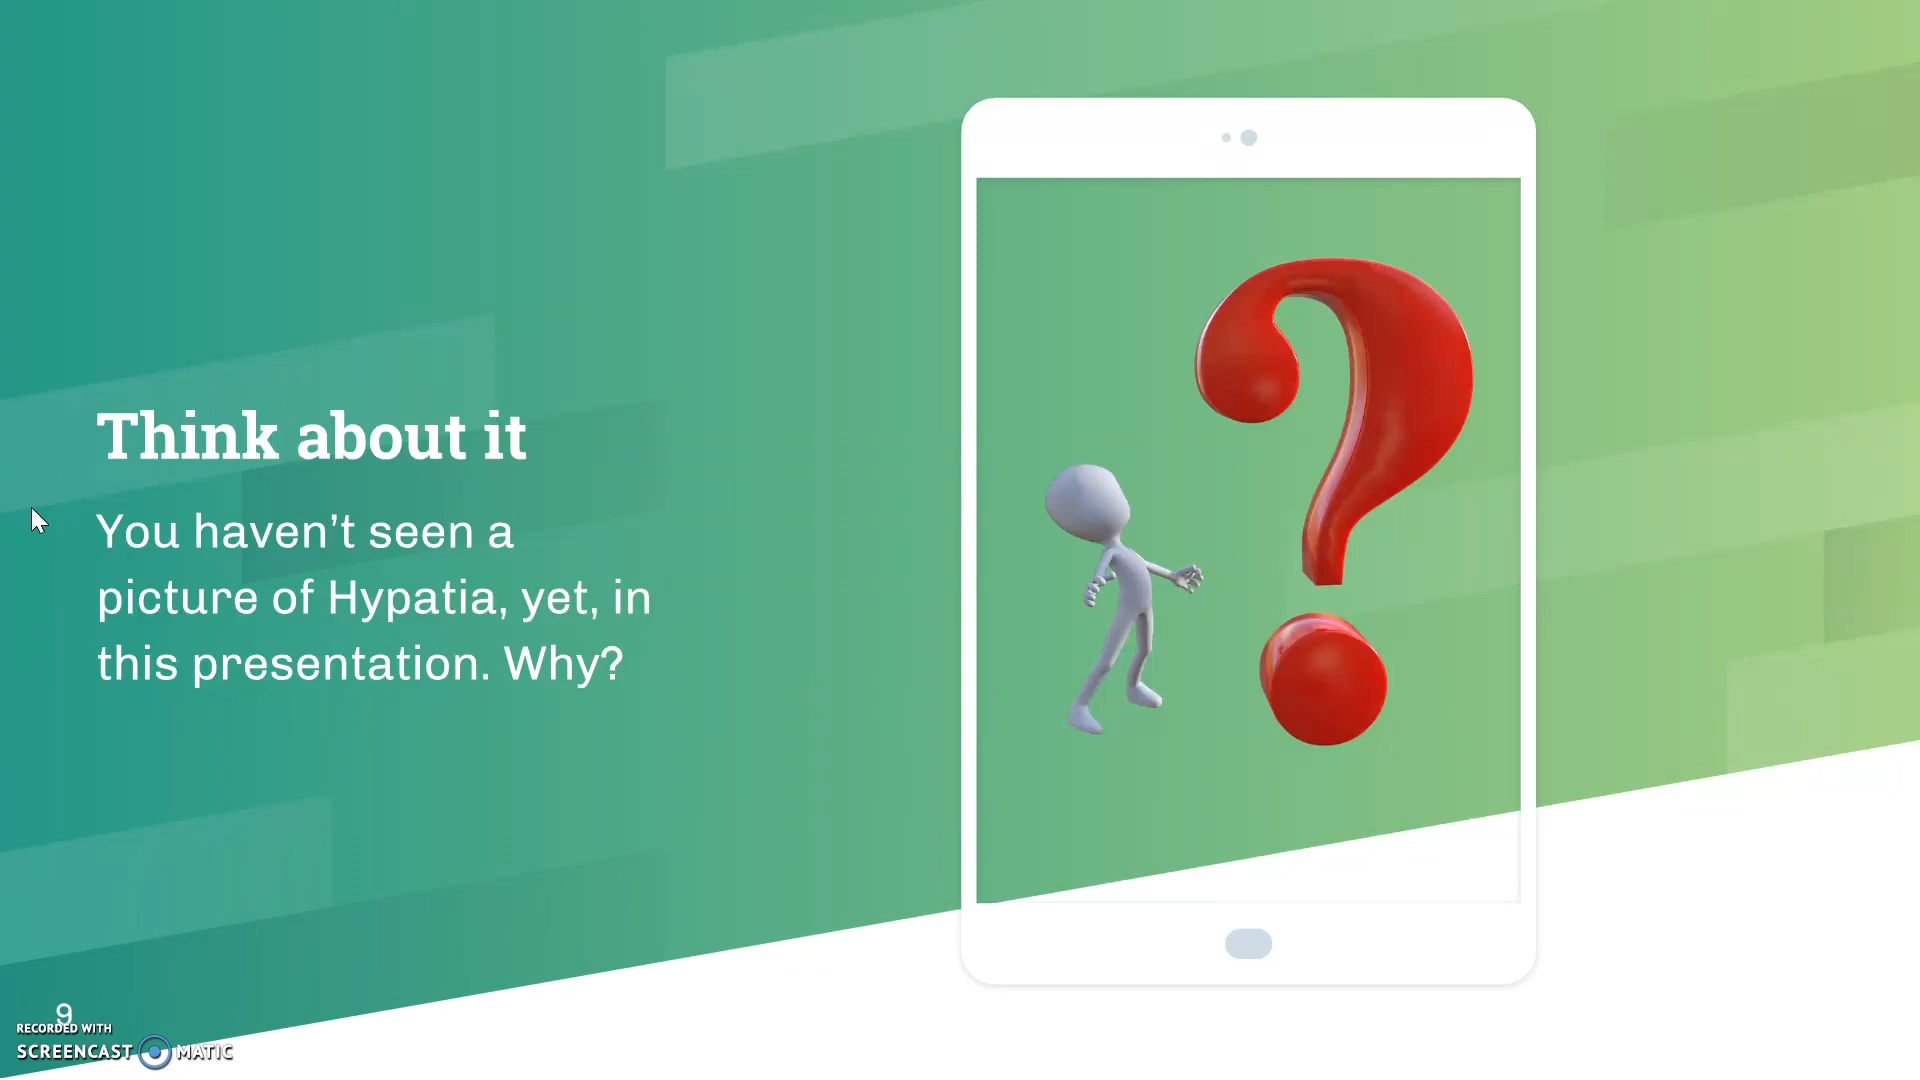 Think about it
You haven’t seen a
picture of Hypatia, yet, in
this presentation. Why?
9
RECORDED WITH
SCREENCAST MATIC